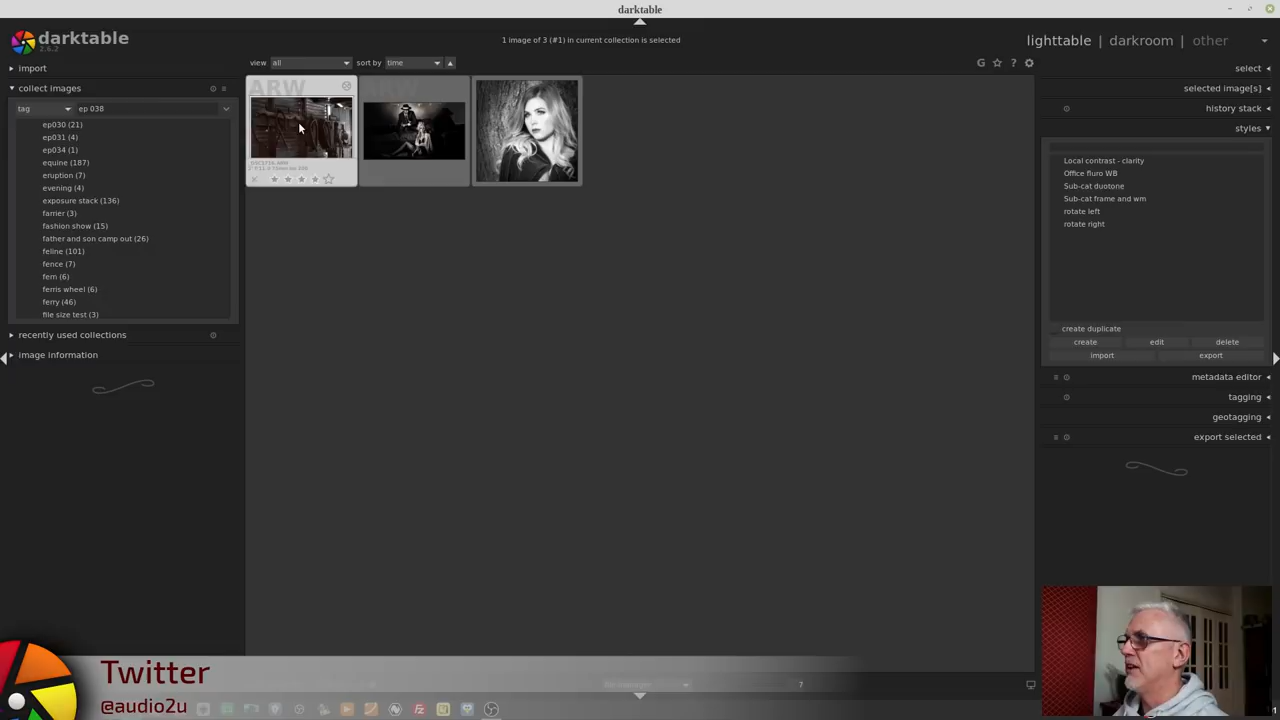 darktable
darktable
2.6.2
1 image of 3 (#1) in current collection is selected
lighttable | darkroom | other
import
view all sort by time
G ?
collect images
tag ep 038
ep030 (21)
ep031 (4)
ep034 (1)
equine (187)
eruption (7)
evening (4)
exposure stack (136)
farrier (3)
fashion show (15)
father and son camp out (26)
feline (101)
fence (7)
fern (6)
ferris wheel (6)
ferry (46)
file size test (3)
recently used collections
image information
ARW
select
selected image[s]
history stack
styles
Local contrast - clarity
Office fluro WB
Sub-cat duotone
Sub-cat frame and wm
rotate left
rotate right
create duplicate
create edit delete
import export
metadata editor
tagging
geotagging
export selected
7
Twitter
@audio2u